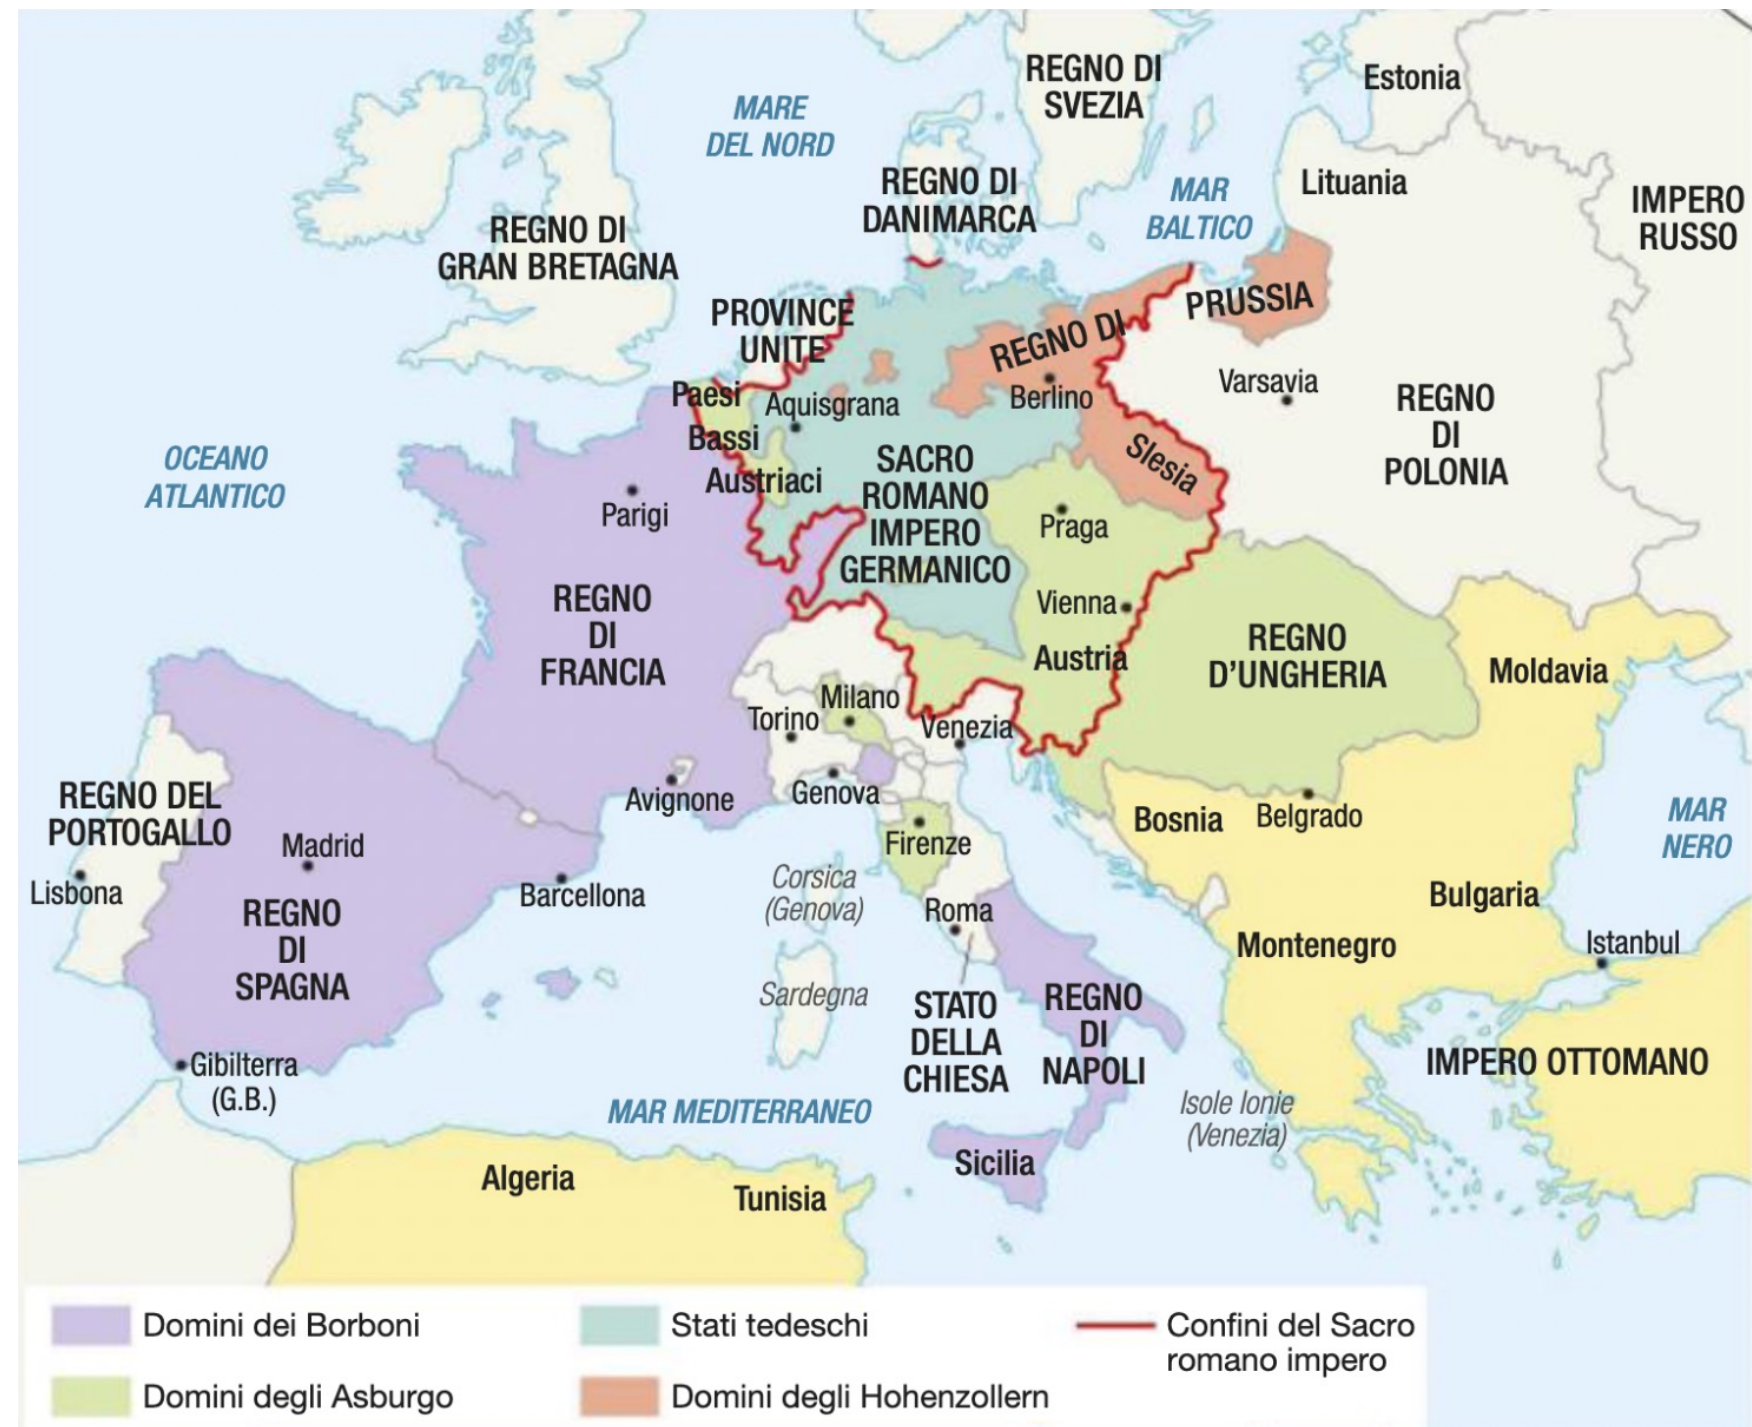 REGNO DI
SVEZIA
Estonia
MARE
DEL NORD
REGNO DI
DANIMARCA
MAR
BALTICO
Lituania
IMPERO
RUSSO
REGNO DI
GRAN BRETAGNA
PROVINCE
UNITE
REGNO DI
PRUSSIA
Berlino
Varsavia
REGNO
DI
POLONIA
Paesi
Bassi
Austriaci
Aquisgrana
Slesia
OCEANO
ATLANTICO
SACRO
ROMANO
IMPERO
GERMANICO
Parigi
Praga
Vienna
Austria
REGNO
DI
FRANCIA
REGNO
D'UNGHERIA
Moldavia
Milano
Torino
Venezia
Genova
Avignone
REGNO DEL
PORTOGALLO
Lisbona
Madrid
REGNO
DI
SPAGNA
Barcellona
Firenze
Bosnia
Belgrado
MAR
NERO
Corsica
(Genova)
Roma
Bulgaria
Montenegro
Istanbul
Sardegna
STATO
DELLA
CHIESA
REGNO
DI
NAPOLI
IMPERO OTTOMANO
Gibilterra
(G.B.)
MAR MEDITERRANEO
Isole Ionie
(Venezia)
Sicilia
Algeria
Tunisia
Domini dei Borboni
Domini degli Asburgo
Stati tedeschi
Domini degli Hohenzollern
Confini del Sacro
romano impero